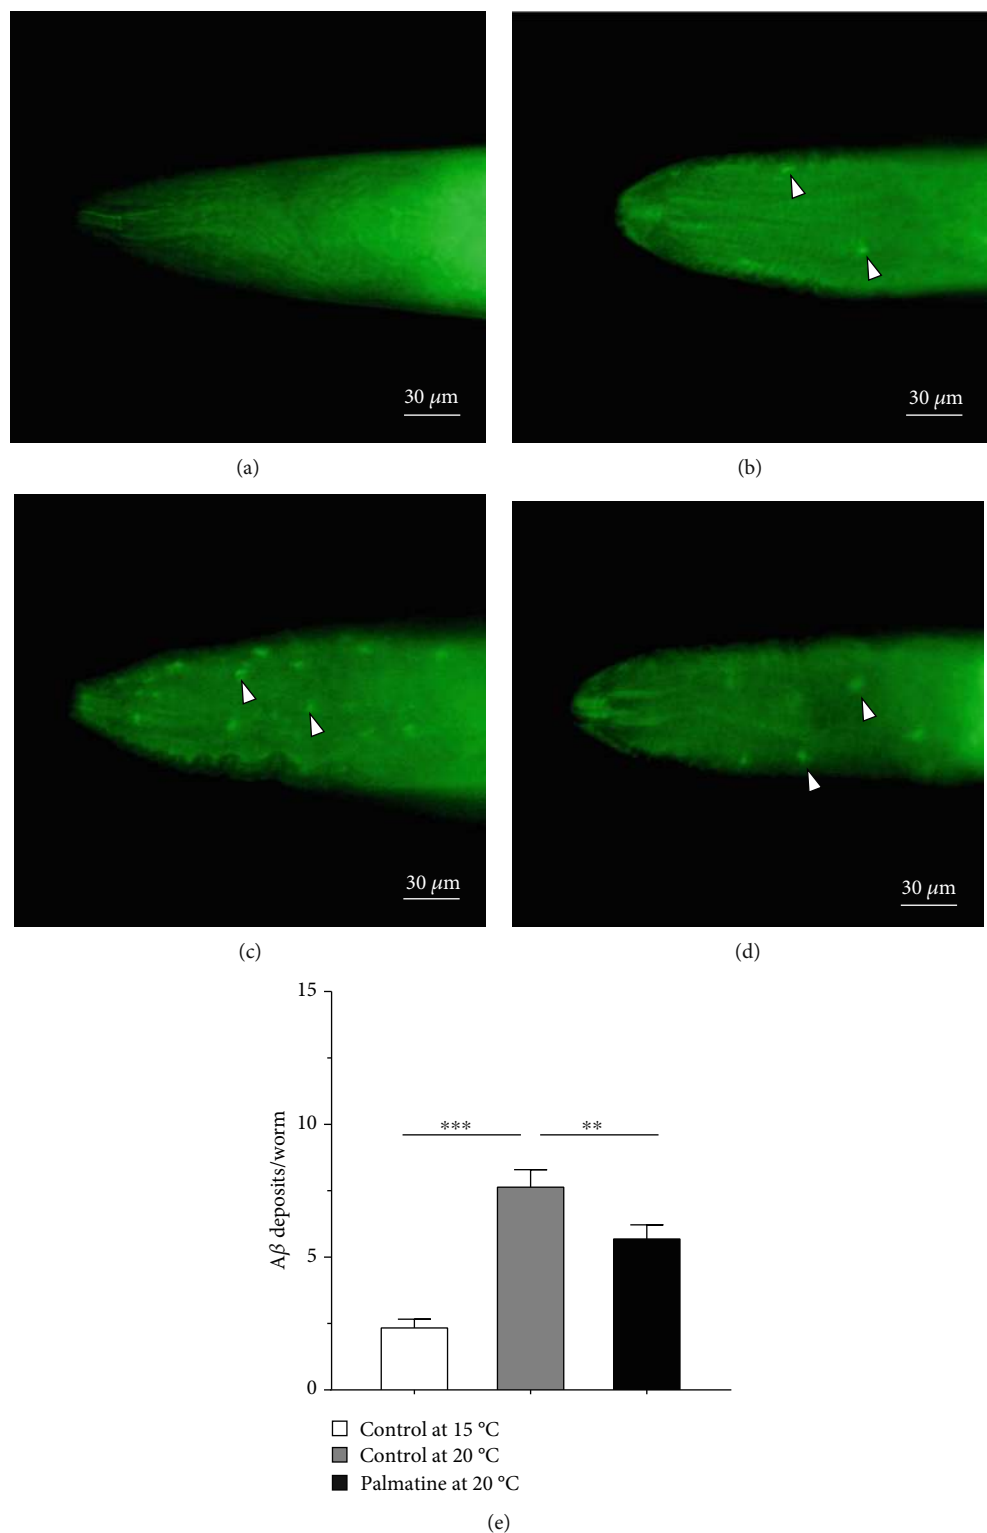 30 μm
30 μm
(a)
(b)
30 μm
30 μm
(c)
(d)
15
10
5
0
Aβ deposits/worm
***
**
Control at 15 °C
Control at 20 °C
Palmatine at 20 °C
(e)